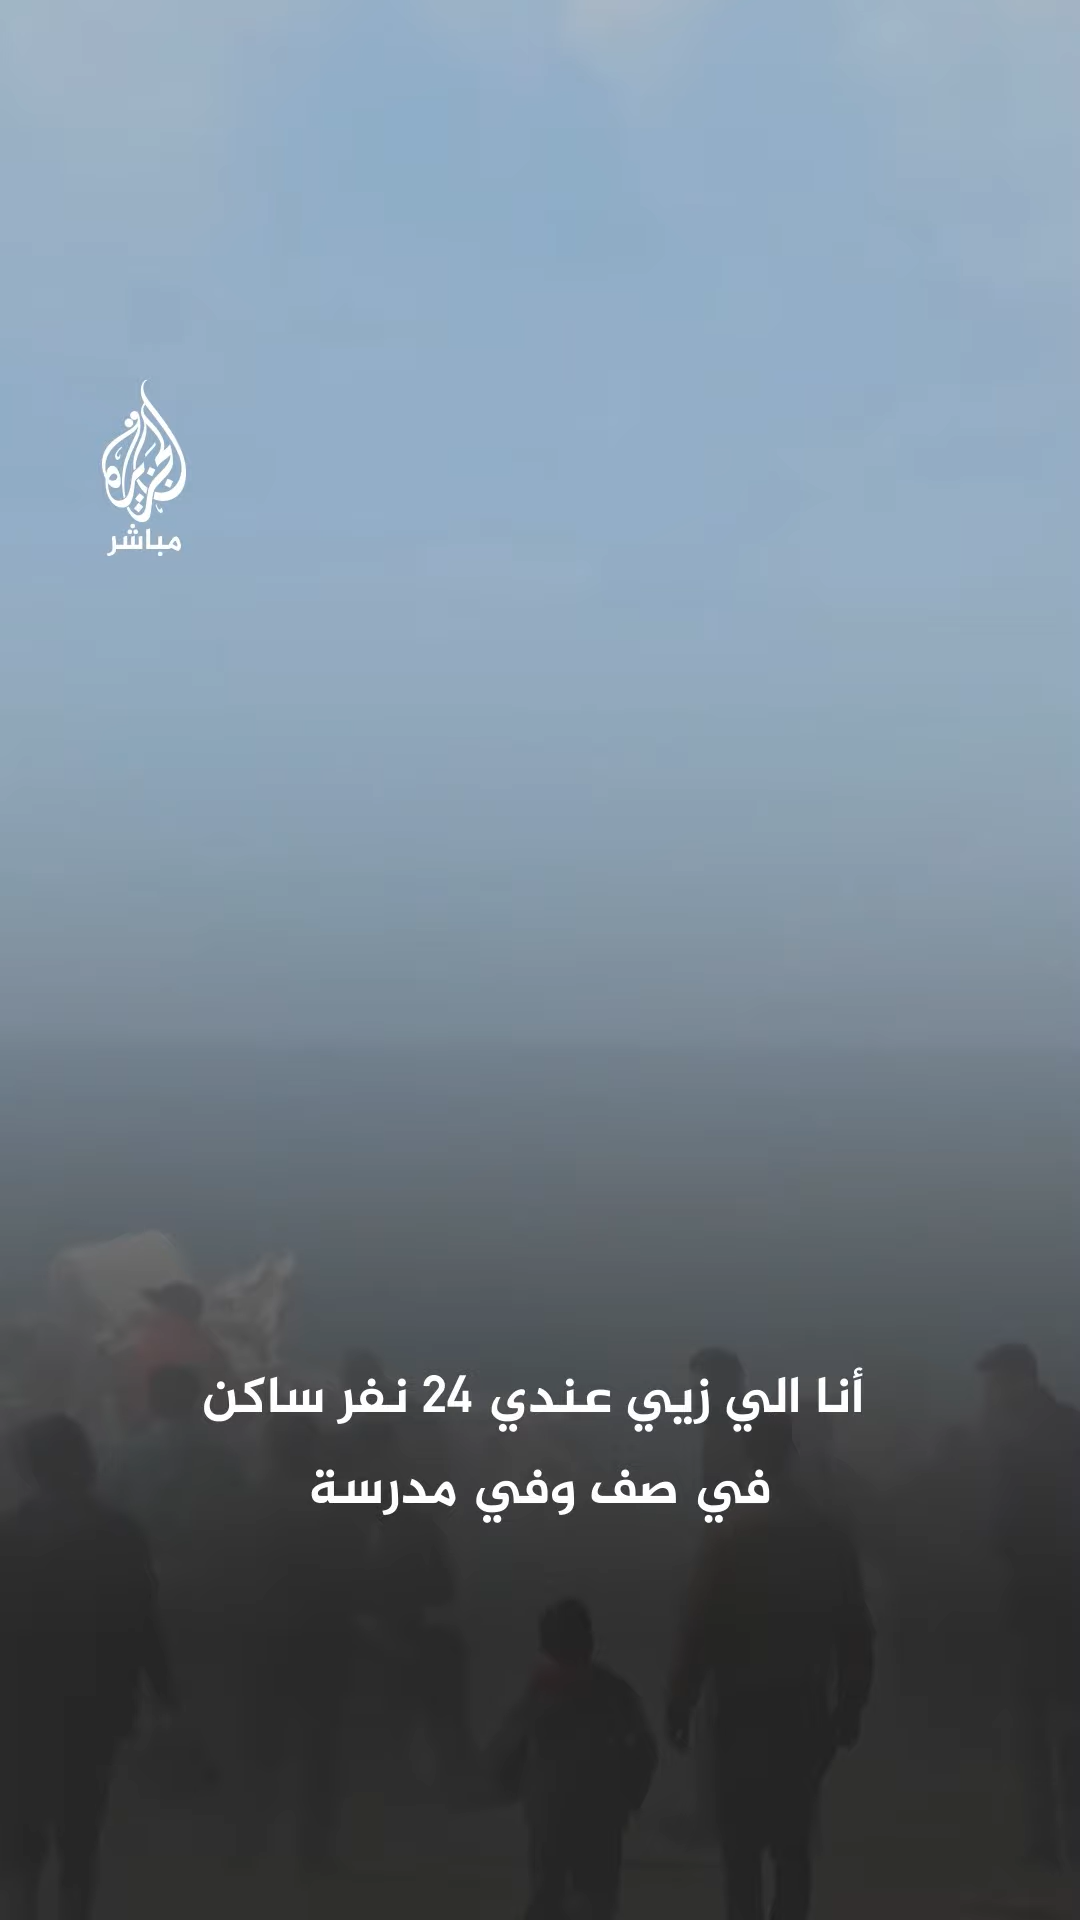 الجزيرة
مباشر
أنا الي زيي عندي 24 نفر ساكن
في صف وفي مدرسة